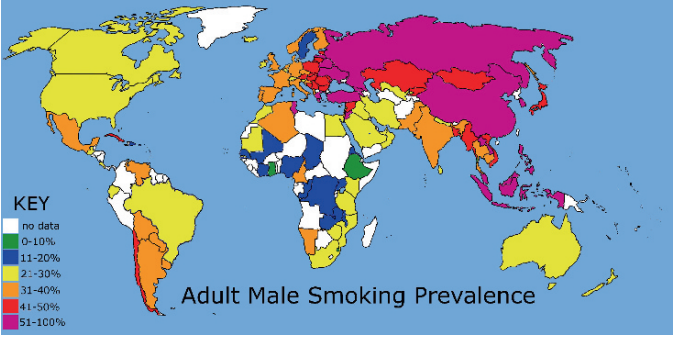 KEY
no data
0-10%
11-20%
21-30%
31-40%
41-50%
51-100%
Adult Male Smoking Prevalence